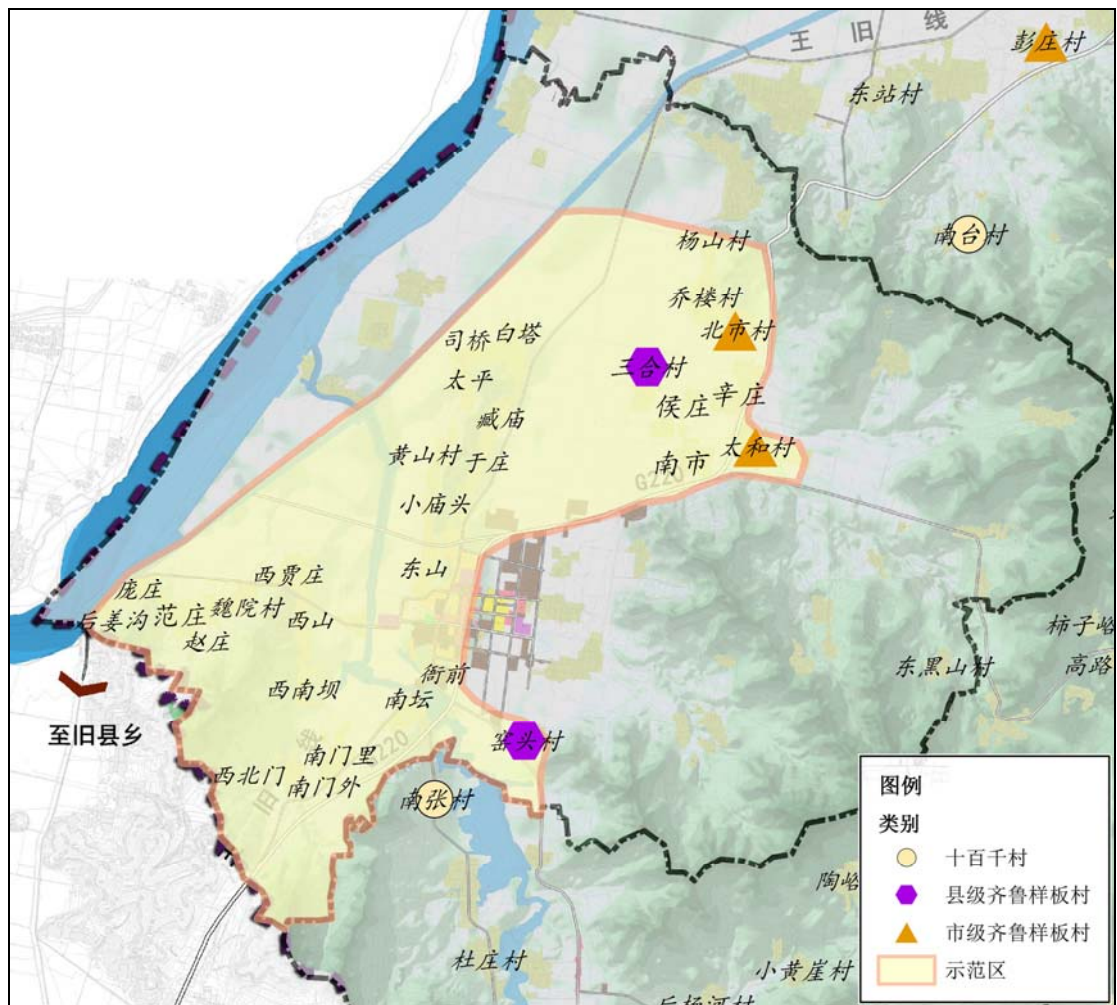 王旧线
彭庄村
东站村
南台村
杨山村
乔楼村
北市村
司桥
白塔
三合村
太平
侯庄
辛庄
臧庙
太和村
黄山村
于庄
南市
G220
小庙头
东山
西贾庄
庞庄
后姜沟
范庄
魏院村
西山
赵庄
柿子峪
高路
东黑山村
衙前
西南坝
南坛
至旧县乡
窑头村
南门里
220
线
西北门
南门外
旧
南张村
陶峪
杜庄村
小黄崖村
后杨河村
图例
类别
十百千村
县级齐鲁样板村
市级齐鲁样板村
示范区